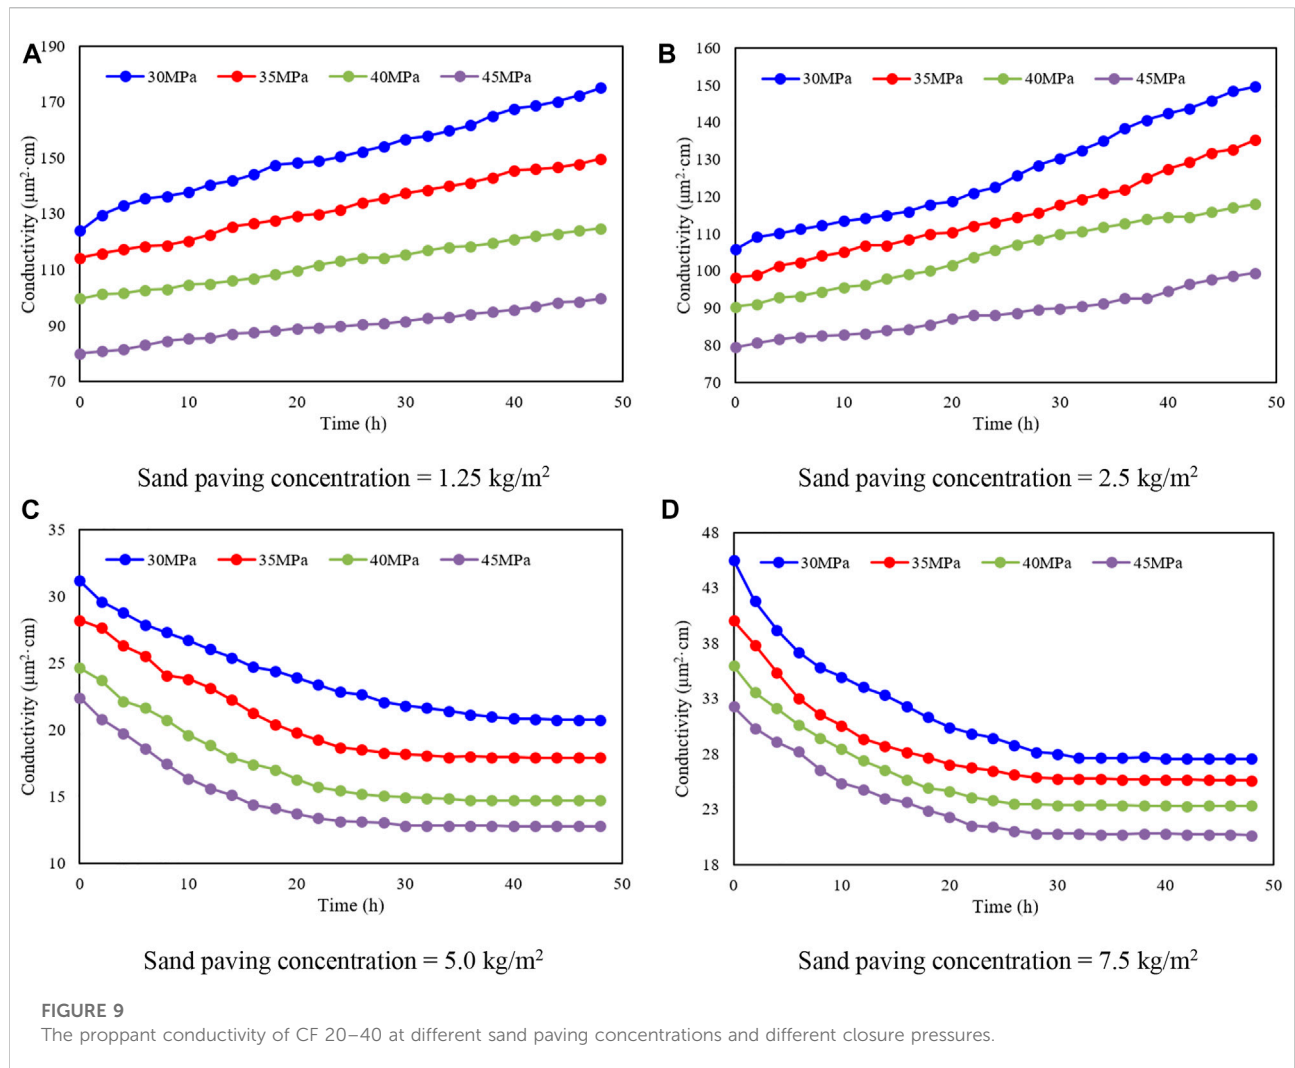 A
190
170
150
130
110
90
70
Conductivity (μm²·cm)
30MPa 35MPa 40MPa 45MPa
0 10 20 30 40 50
Time (h)
Sand paving concentration = 1.25 kg/m²
B
160
150
140
130
120
110
100
90
80
70
Conductivity (μm²·cm)
30MPa 35MPa 40MPa 45MPa
0 10 20 30 40 50
Time (h)
Sand paving concentration = 2.5 kg/m²
C
35
30
25
20
15
10
Conductivity (μm²·cm)
30MPa 35MPa 40MPa 45MPa
0 10 20 30 40 50
Time (h)
Sand paving concentration = 5.0 kg/m²
D
48
43
38
33
28
23
18
Conductivity (μm²·cm)
30MPa 35MPa 40MPa 45MPa
0 10 20 30 40 50
Time (h)
Sand paving concentration = 7.5 kg/m²
FIGURE 9
The proppant conductivity of CF 20–40 at different sand paving concentrations and different closure pressures.